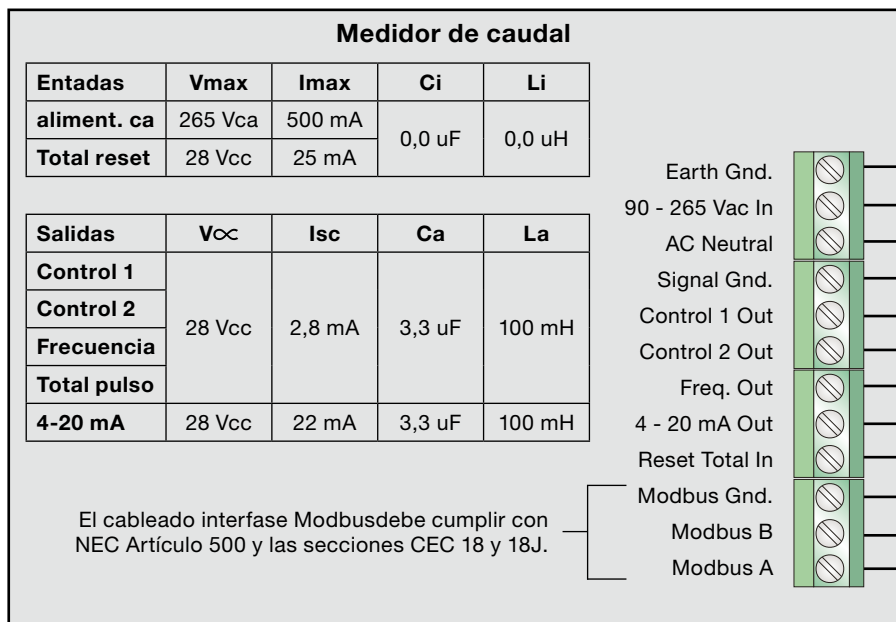 Medidor de caudal
Entadas Vmax Imax Ci Li
aliment. ca 265 Vca 500 mA 0,0 uF 0,0 uH
Total reset 28 Vcc 25 mA
Salidas V∝ Isc Ca La
Control 1
Control 2
28 Vcc 2,8 mA 3,3 uF 100 mH
Frecuencia
Total pulso
4-20 mA 28 Vcc 22 mA 3,3 uF 100 mH
Earth Gnd.
90 - 265 Vac In
AC Neutral
Signal Gnd.
Control 1 Out
Control 2 Out
Freq. Out
4 - 20 mA Out
Reset Total In
Modbus Gnd.
Modbus B
Modbus A
El cableado interfase Modbusdebe cumplir con
NEC Artículo 500 y las secciones CEC 18 y 18J.